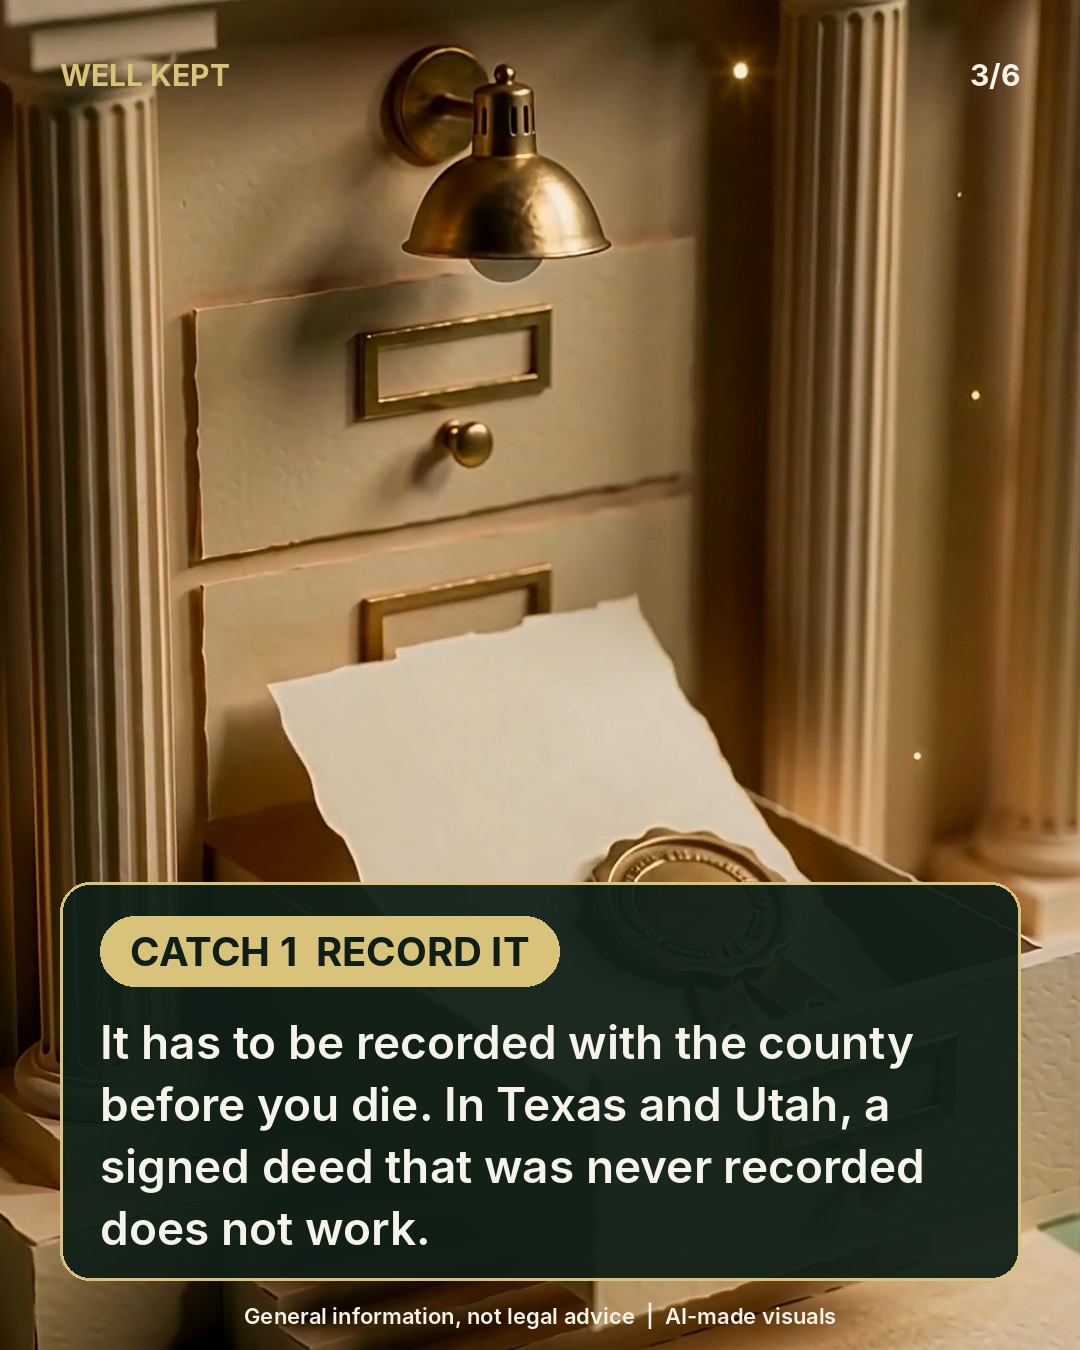 WELL KEPT
3/6
CATCH 1 RECORD IT
It has to be recorded with the county
before you die. In Texas and Utah, a
signed deed that was never recorded
does not work.
General information, not legal advice | AI-made visuals